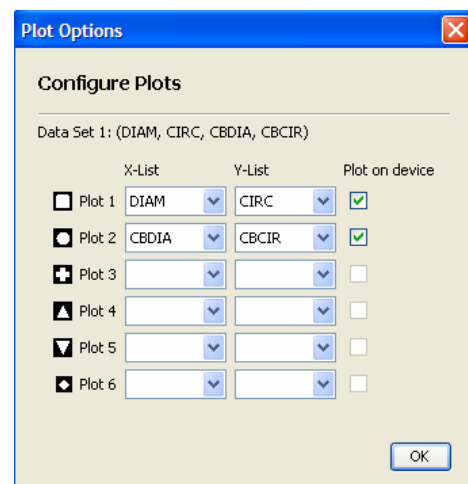 Plot Options
Configure Plots
Data Set 1: (DIAM, CIRC, CBDIA, CBCIR)
X-List Y-List Plot on device
Plot 1 DIAM CIRC
Plot 2 CBDIA CBCIR
Plot 3
Plot 4
Plot 5
Plot 6
OK